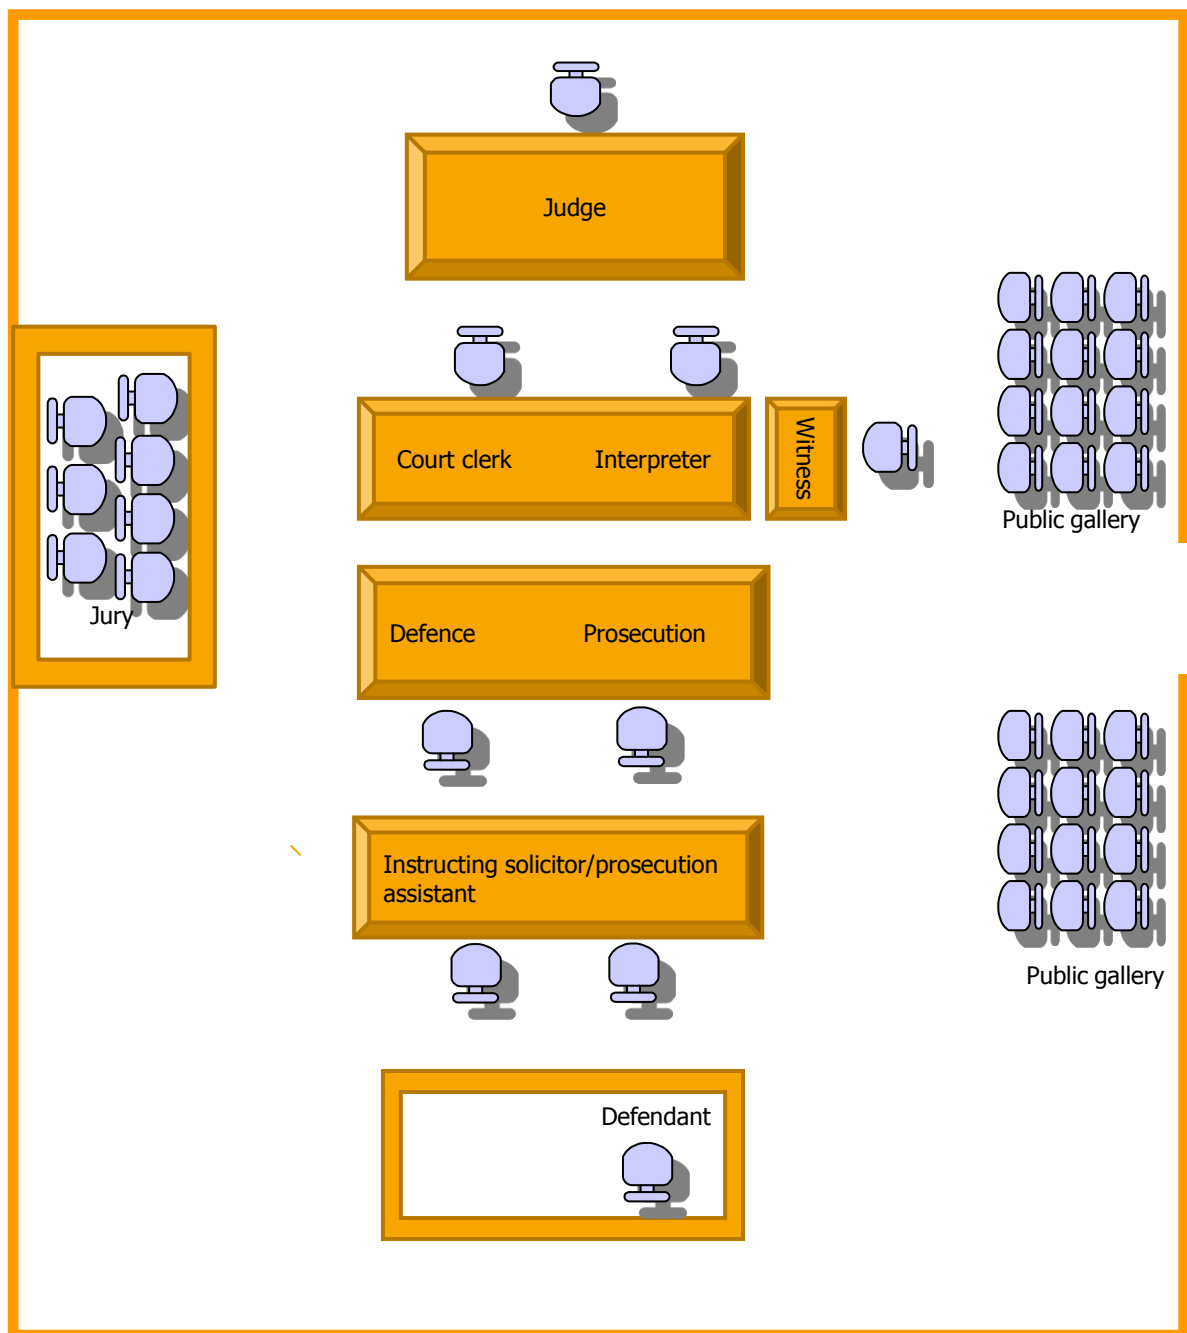 Judge
Court clerk
Interpreter
Witness
Public gallery
Jury
Defence
Prosecution
Instructing solicitor/prosecution
assistant
Public gallery
Defendant